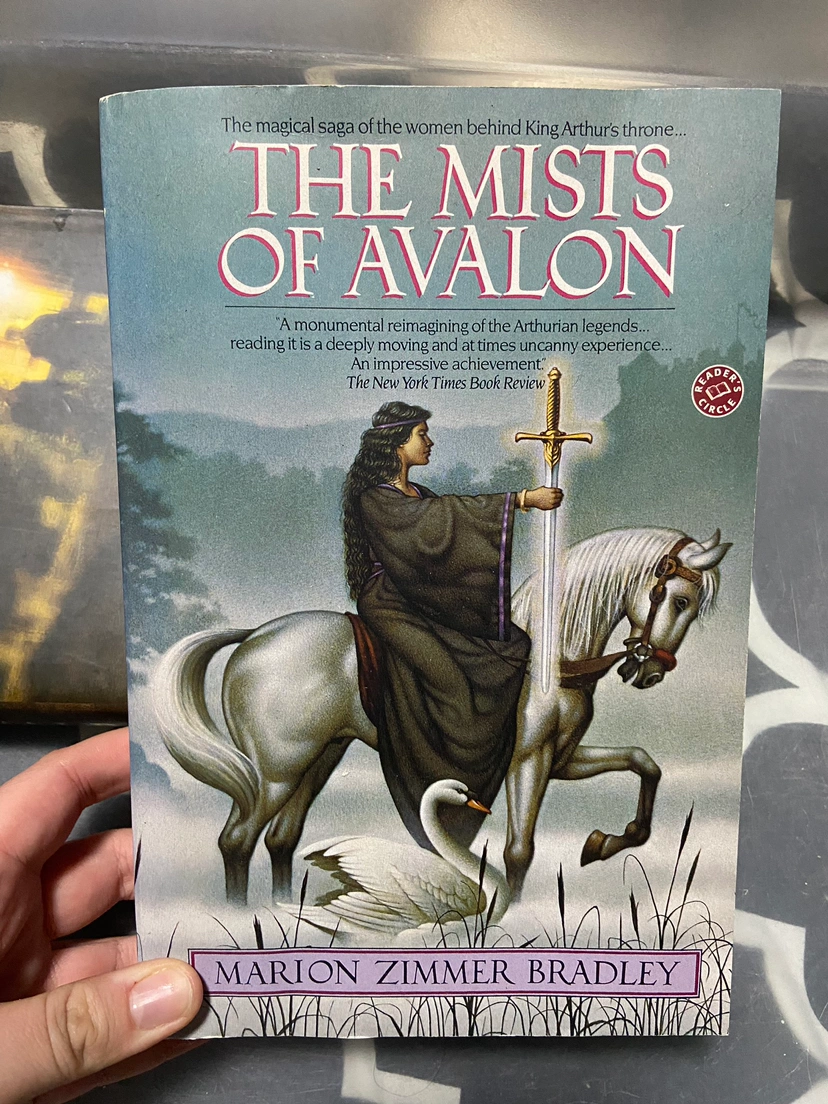 The magical saga of the women behind King Arthur's throne...
THE MISTS
OF AVALON
"A monumental reimagining of the Arthurian legends...
reading it is a deeply moving and at times uncanny experience...
An impressive achievement."
The New York Times Book Review
READER'S
CIRCLE
MARION ZIMMER BRADLEY